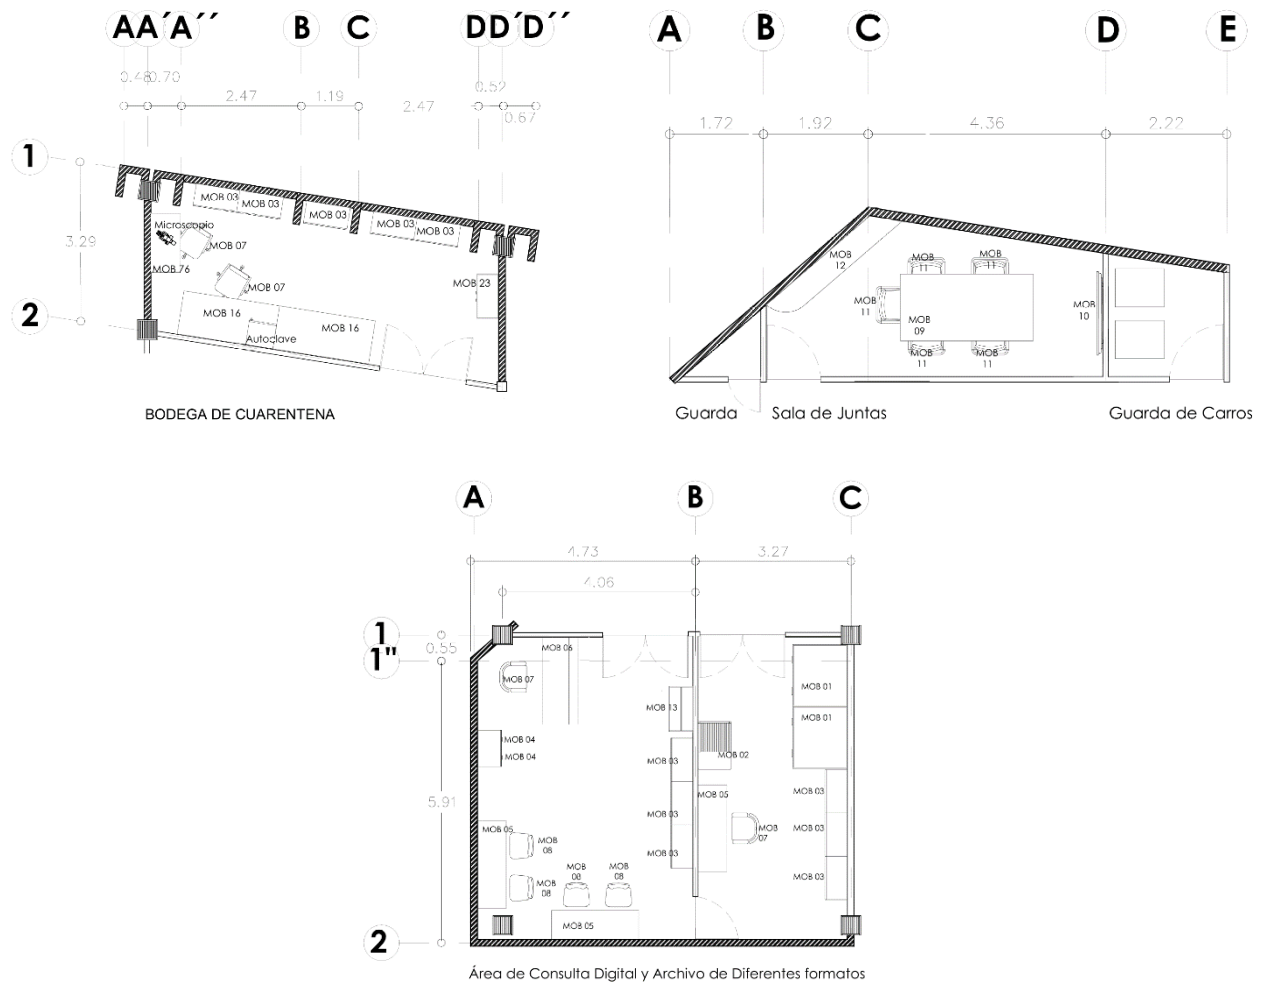 A A´ A´´ B C D D´ D´´
0.48 0.70
2.47 1.19 2.47 0.52 0.67
1
3.29
2
MOB 03
MOB 03
MOB 03
MOB 03
MOB 03
Microscopio
MOB 07
MOB 76
MOB 07
MOB 23
MOB 16
MOB 16
Autoclave
BODEGA DE CUARENTENA
A B C D E
1.72 1.92 4.36 2.22
MOB
12
MOB
11
MOB
11
MOB
11
MOB
09
MOB
10
MOB
11
MOB
11
Guarda Sala de Juntas Guarda de Carros
A B C
4.73 3.27
4.06
1
0.55
1"
5.91
2
MOB 06
MOB 07
MOB 13
MOB 04
MOB 04
MOB 03
MOB 03
MOB 03
MOB 05
MOB
08
MOB
08
MOB
08
MOB
08
MOB 05
MOB 01
MOB 01
MOB 02
MOB 05
MOB
07
MOB 03
MOB 03
MOB 03
Área de Consulta Digital y Archivo de Diferentes formatos